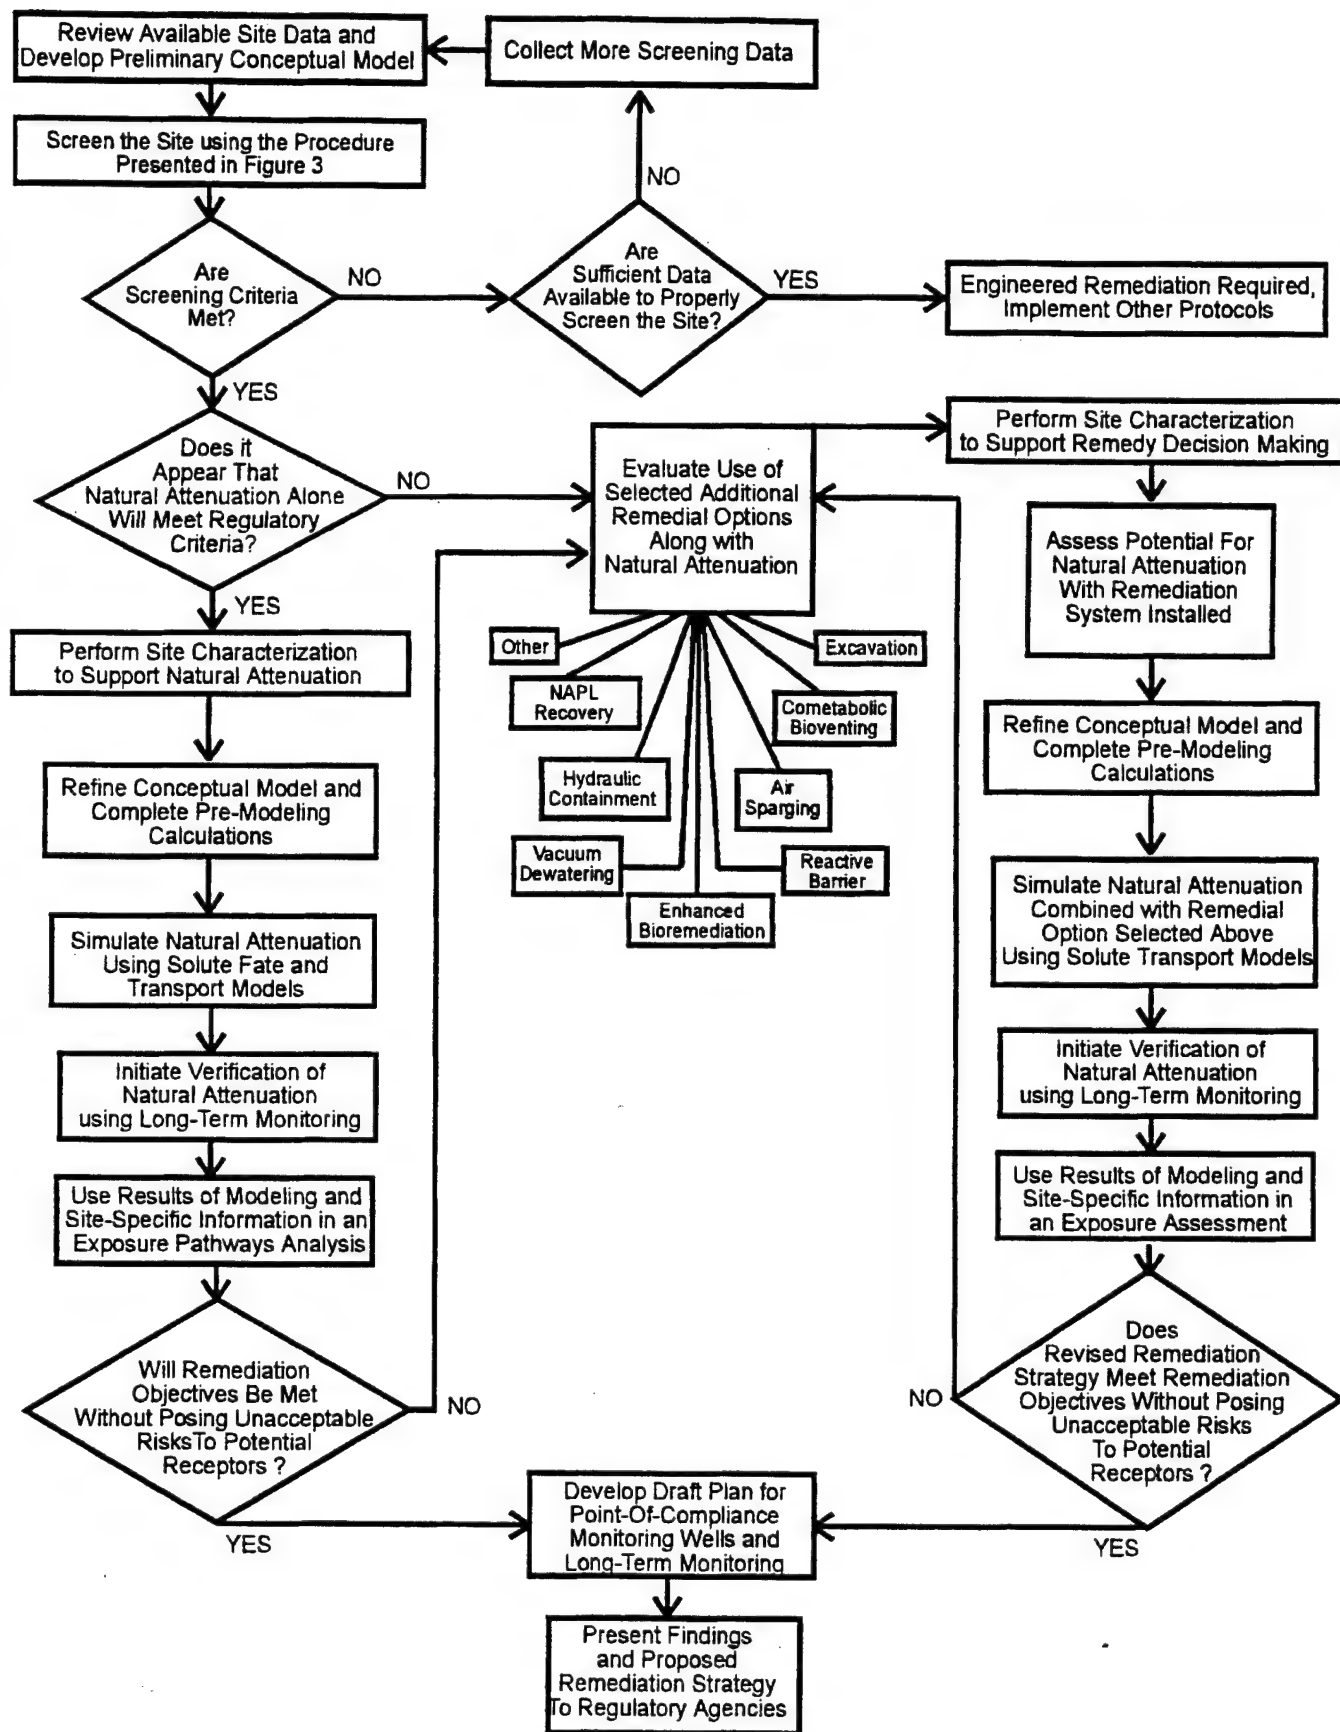 Review Available Site Data and
Develop Preliminary Conceptual Model
Collect More Screening Data
Screen the Site using the Procedure
Presented in Figure 3
NO
Are
Screening Criteria
Met?
NO
Are
Sufficient Data
Available to Properly
Screen the Site?
YES
Engineered Remediation Required,
Implement Other Protocols
YES
Does it
Appear That
Natural Attenuation Alone
Will Meet Regulatory
Criteria?
NO
Evaluate Use of
Selected Additional
Remedial Options
Along with
Natural Attenuation
Perform Site Characterization
to Support Remedy Decision Making
Assess Potential For
Natural Attenuation
With Remediation
System Installed
YES
Perform Site Characterization
to Support Natural Attenuation
Other
Excavation
NAPL
Recovery
Cometabolic
Bioventing
Hydraulic
Containment
Air
Sparging
Vacuum
Dewatering
Reactive
Barrier
Enhanced
Bioremediation
Refine Conceptual Model and
Complete Pre-Modeling
Calculations
Refine Conceptual Model and
Complete Pre-Modeling
Calculations
Simulate Natural Attenuation
Using Solute Fate and
Transport Models
Simulate Natural Attenuation
Combined with Remedial
Option Selected Above
Using Solute Transport Models
Initiate Verification of
Natural Attenuation
using Long-Term Monitoring
Initiate Verification of
Natural Attenuation
using Long-Term Monitoring
Use Results of Modeling and
Site-Specific Information in an
Exposure Pathways Analysis
Use Results of Modeling and
Site-Specific Information in
an Exposure Assessment
Will Remediation
Objectives Be Met
Without Posing Unacceptable
RisksTo Potential
Receptors ?
NO
NO
Does
Revised Remediation
Strategy Meet Remediation
Objectives Without Posing
Unacceptable Risks
To Potential
Receptors ?
YES
Develop Draft Plan for
Point-Of-Compliance
Monitoring Wells and
Long-Term Monitoring
YES
Present Findings
and Proposed
Remediation Strategy
To Regulatory Agencies